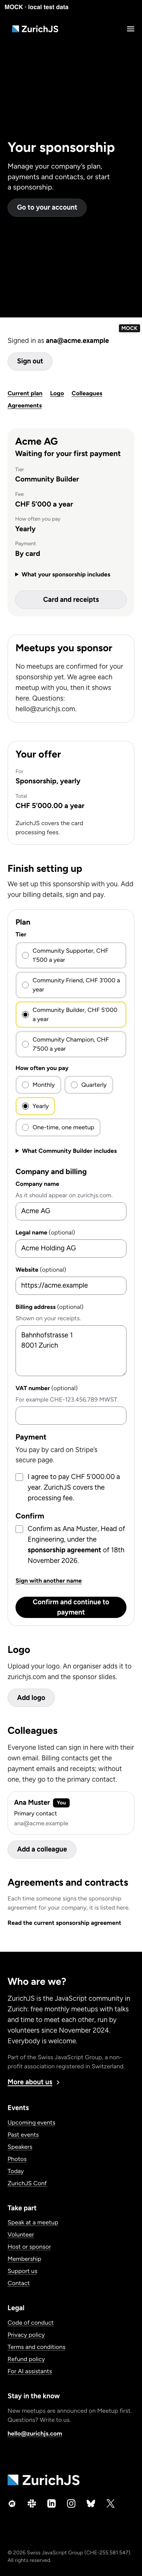 MOCK · local test data
ZurichJS
Your sponsorship
Manage your company's plan,
payments and contacts, or start
a sponsorship.
Go to your account
MOCK
Signed in as ana@acme.example
Sign out
Current plan Logo Colleagues
Agreements
Acme AG
Waiting for your first payment
Tier
Community Builder
Fee
CHF 5'000 a year
How often you pay
Yearly
Payment
By card
What your sponsorship includes
Card and receipts
Meetups you sponsor
No meetups are confirmed for your
sponsorship yet. We agree each
meetup with you, then it shows
here. Questions:
hello@zurichjs.com.
Your offer
For
Sponsorship, yearly
Total
CHF 5'000.00 a year
ZurichJS covers the card
processing fees.
Finish setting up
We set up this sponsorship with you. Add
your billing details, sign and pay.
Plan
Tier
Community Supporter, CHF
1'500 a year
Community Friend, CHF 3'000 a
year
Community Builder, CHF 5'000
a year
Community Champion, CHF
7'500 a year
How often you pay
Monthly
Quarterly
Yearly
One-time, one meetup
What Community Builder includes
Company and billing
Company name
As it should appear on zurichjs.com.
Acme AG
Legal name (optional)
Acme Holding AG
Website (optional)
https://acme.example
Billing address (optional)
Shown on your receipts.
Bahnhofstrasse 1
8001 Zurich
VAT number (optional)
For example CHE-123.456.789 MWST.
Payment
You pay by card on Stripe's
secure page.
I agree to pay CHF 5'000.00 a
year. ZurichJS covers the
processing fee.
Confirm
Confirm as Ana Muster, Head of
Engineering, under the
sponsorship agreement of 18th
November 2026.
Sign with another name
Confirm and continue to
payment
Logo
Upload your logo. An organiser adds it to
zurichjs.com and the sponsor slides.
Add logo
Colleagues
Everyone listed can sign in here with their
own email. Billing contacts get the
payment emails and receipts; without
one, they go to the primary contact.
Ana Muster You
Primary contact
ana@acme.example
Add a colleague
Agreements and contracts
Each time someone signs the sponsorship
agreement for your company, it is listed here.
Read the current sponsorship agreement
Who are we?
ZurichJS is the JavaScript community in
Zurich: free monthly meetups with talks
and time to meet each other, run by
volunteers since November 2024.
Everybody is welcome.
Part of the Swiss JavaScript Group, a non-
profit association registered in Switzerland.
More about us
Events
Upcoming events
Past events
Speakers
Photos
Today
ZurichJS Conf
Take part
Speak at a meetup
Volunteer
Host or sponsor
Membership
Support us
Contact
Legal
Code of conduct
Privacy policy
Terms and conditions
Refund policy
For AI assistants
Stay in the know
New meetups are announced on Meetup first.
Questions? Write to us.
hello@zurichjs.com
ZurichJS
© 2026 Swiss JavaScript Group (CHE-255.581.547)
All rights reserved.